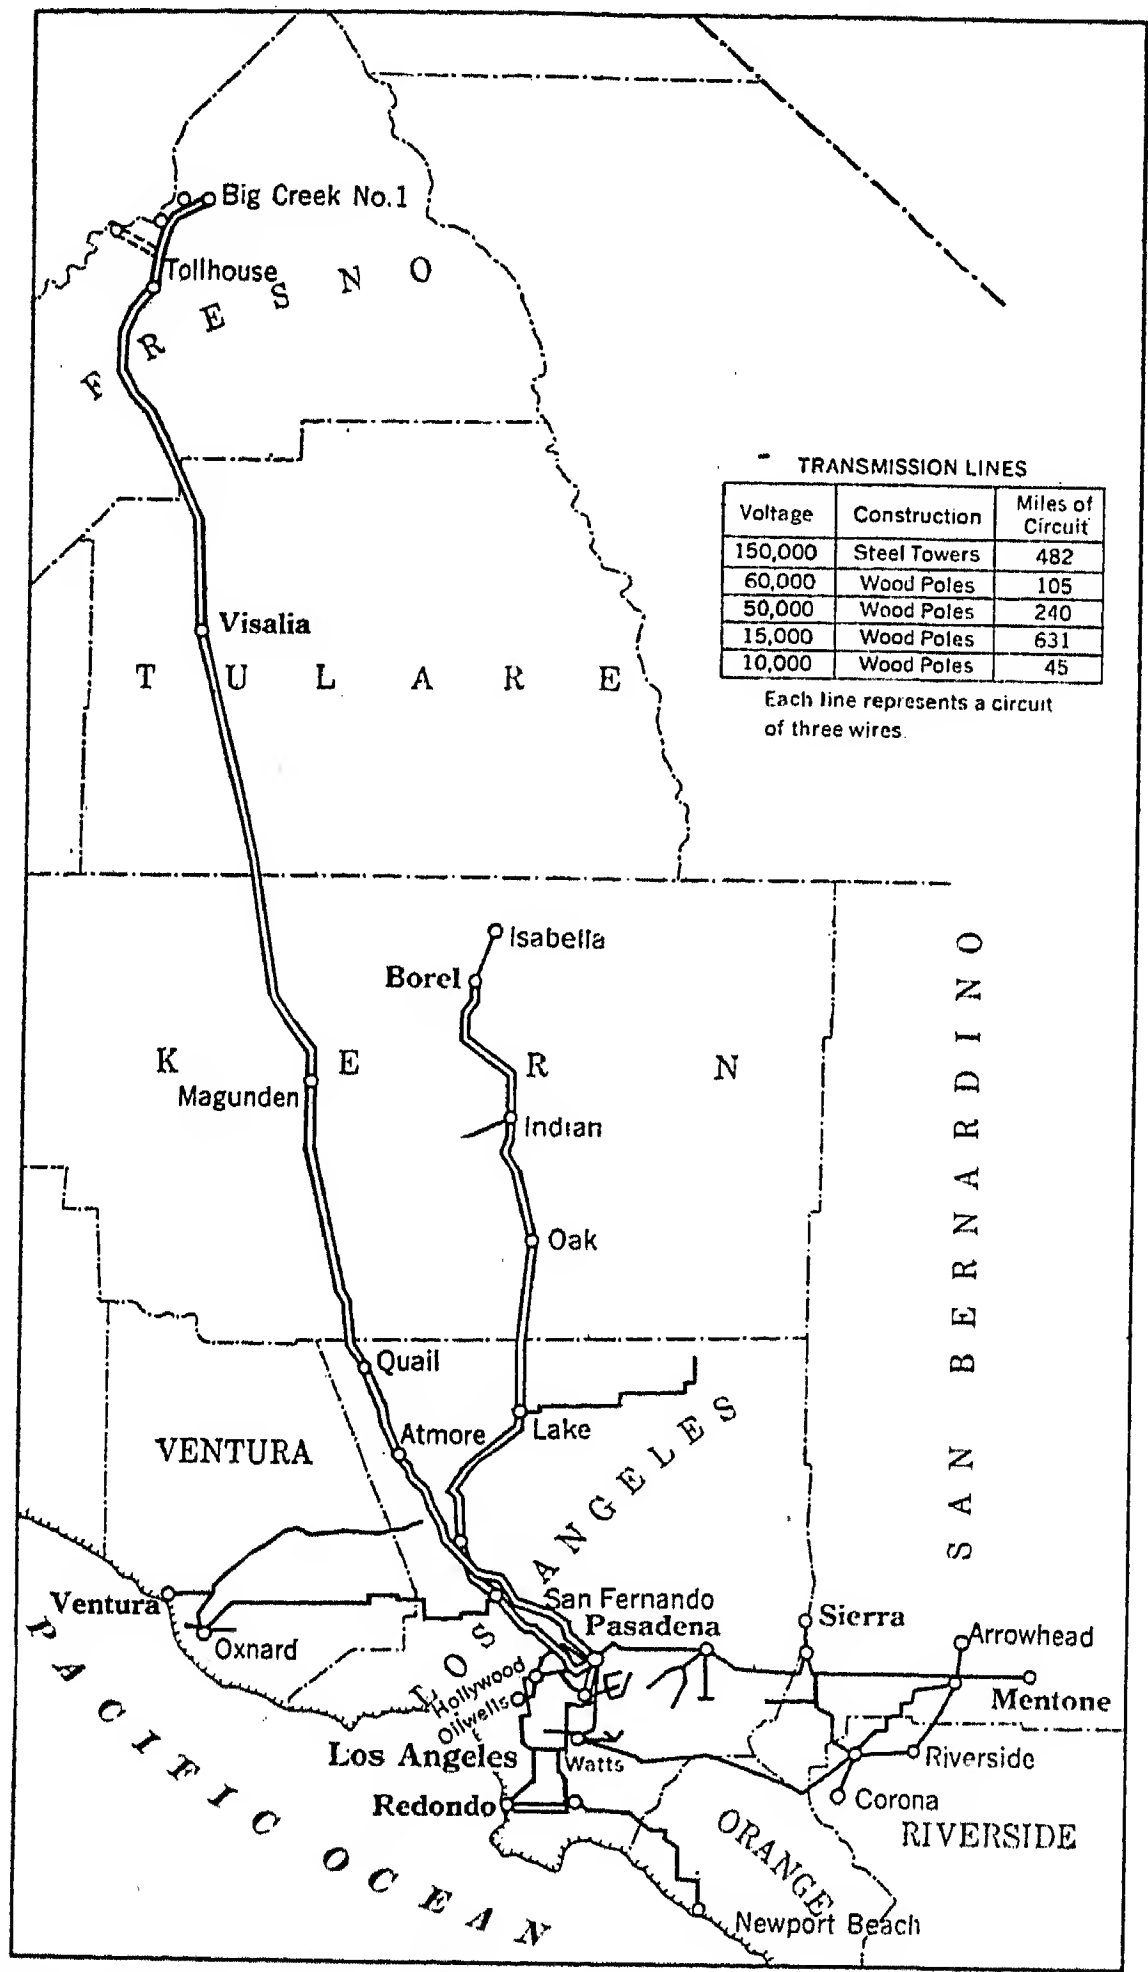 Big Creek No.1
Tollhouse
FRESNO
TRANSMISSION LINES
Voltage Construction Miles of Circuit
150,000 Steel Towers 482
60,000 Wood Poles 105
50,000 Wood Poles 240
15,000 Wood Poles 631
10,000 Wood Poles 45
Each line represents a circuit
of three wires.
Visalia
TULARE
Isabella
Borel
KERN
Magunden
Indian
Oak
SAN BERNARDINO
Quail
Lake
Atmore
VENTURA
LOS ANGELES
San Fernando
Pasadena
Ventura
Oxnard
Sierra
Arrowhead
Hollywood
Oilwells
Mentone
Los Angeles
Watts
Riverside
Redondo
Corona
RIVERSIDE
ORANGE
Newport Beach
PACIFIC OCEAN